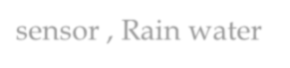 sensor , Rain water